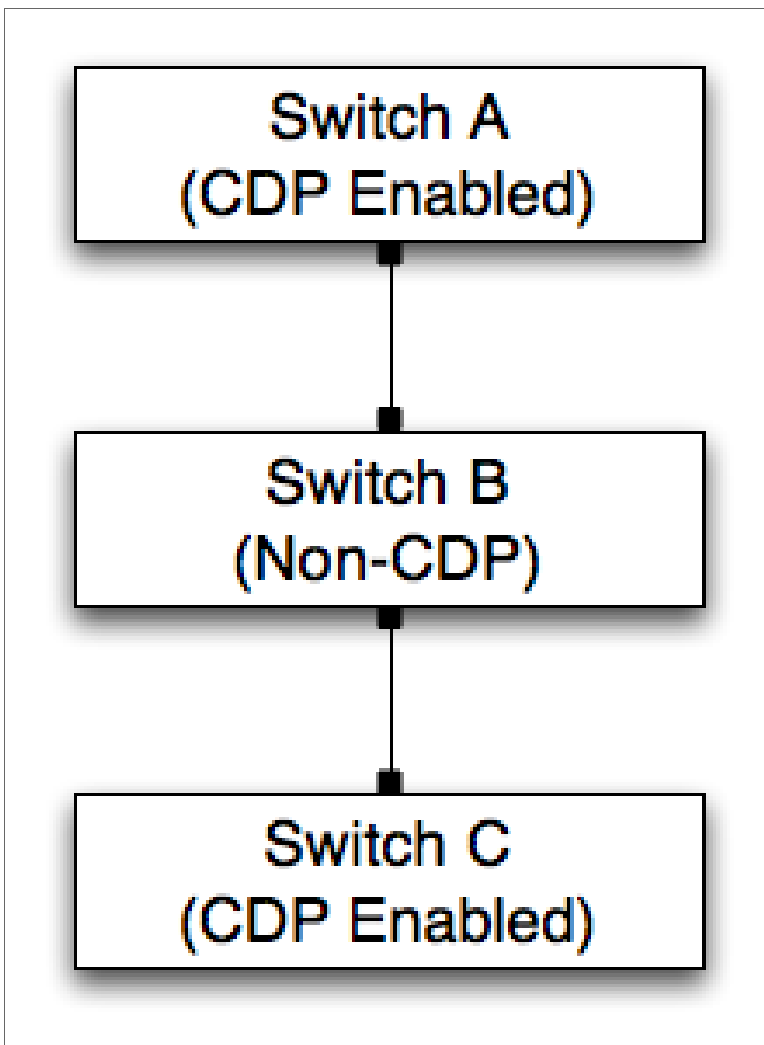 Switch A
(CDP Enabled)
Switch B
(Non-CDP)
Switch C
(CDP Enabled)